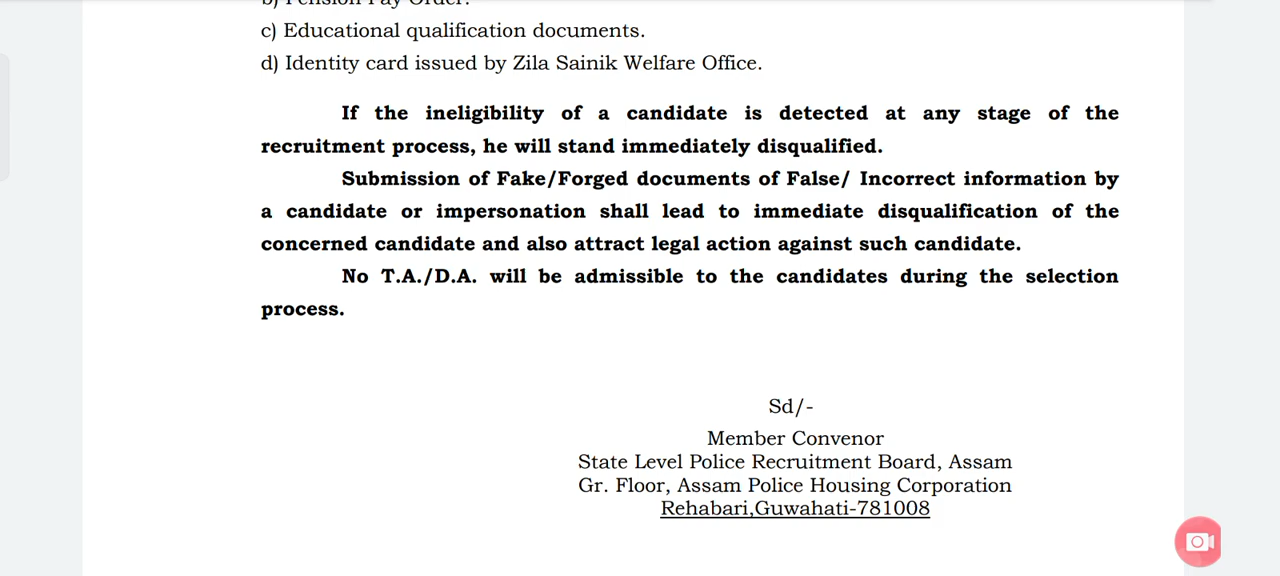 b) Pension Pay Order.
c) Educational qualification documents.
d) Identity card issued by Zila Sainik Welfare Office.
If the ineligibility of a candidate is detected at any stage of the
recruitment process, he will stand immediately disqualified.
Submission of Fake/Forged documents of False/ Incorrect information by
a candidate or impersonation shall lead to immediate disqualification of the
concerned candidate and also attract legal action against such candidate.
No T.A./D.A. will be admissible to the candidates during the selection
process.
Sd/-
Member Convenor
State Level Police Recruitment Board, Assam
Gr. Floor, Assam Police Housing Corporation
Rehabari,Guwahati-781008